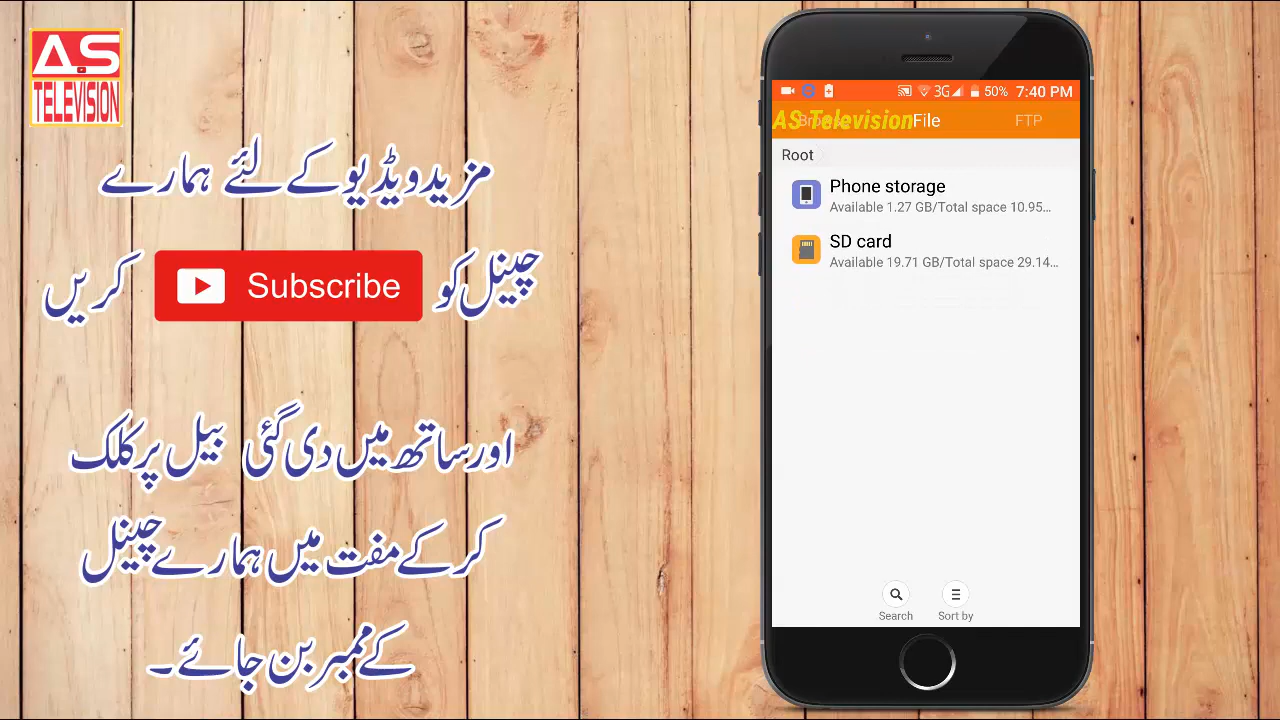 AS
TELEVISION
مزید ویڈیو کے لئے ہمارے
چینل کو Subscribe کریں
اور ساتھ میں دی گئی بیل پر کلک
کر کے مفت میں ہمارے چینل
کے ممبر بن جائے۔
3G 50% 7:40 PM
AS Television File FTP
Root
Phone storage
Available 1.27 GB/Total space 10.95...
SD card
Available 19.71 GB/Total space 29.14...
Search Sort by